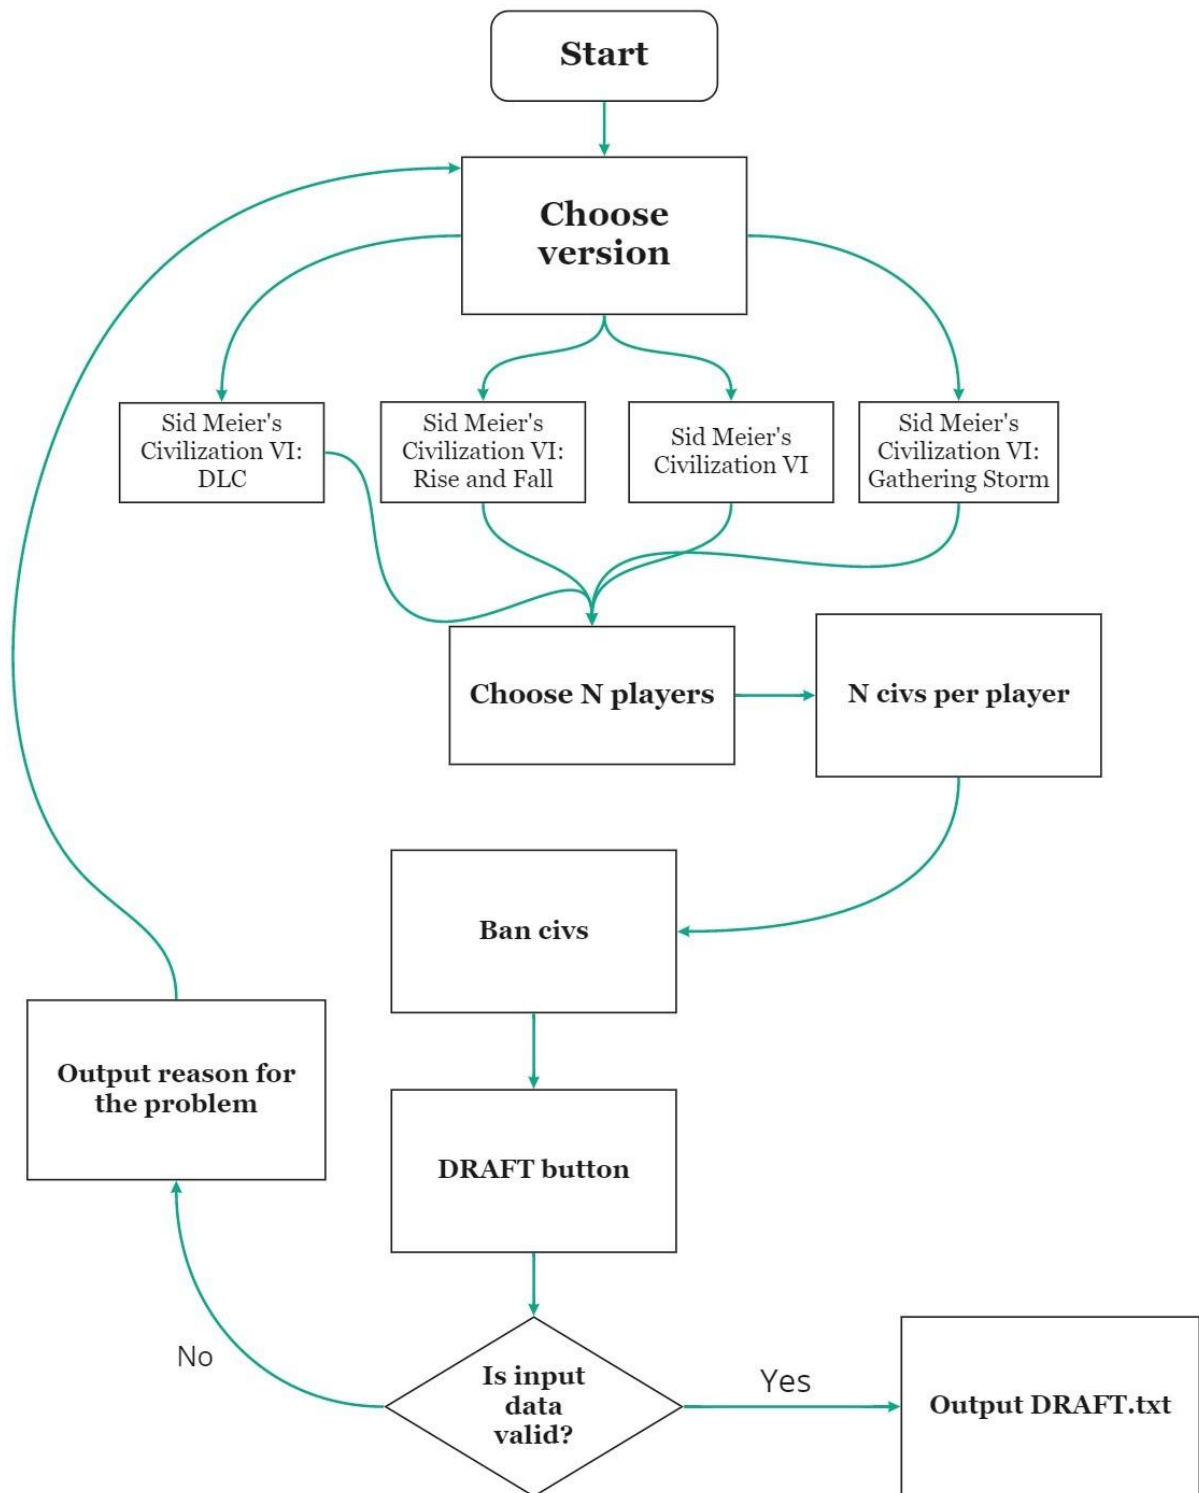 Start
Choose
version
Sid Meier's
Civilization VI:
DLC
Sid Meier's
Civilization VI:
Rise and Fall
Sid Meier's
Civilization VI
Sid Meier's
Civilization VI:
Gathering Storm
Choose N players
N civs per player
Ban civs
Output reason for
the problem
DRAFT button
No
Is input
data
valid?
Yes
Output DRAFT.txt